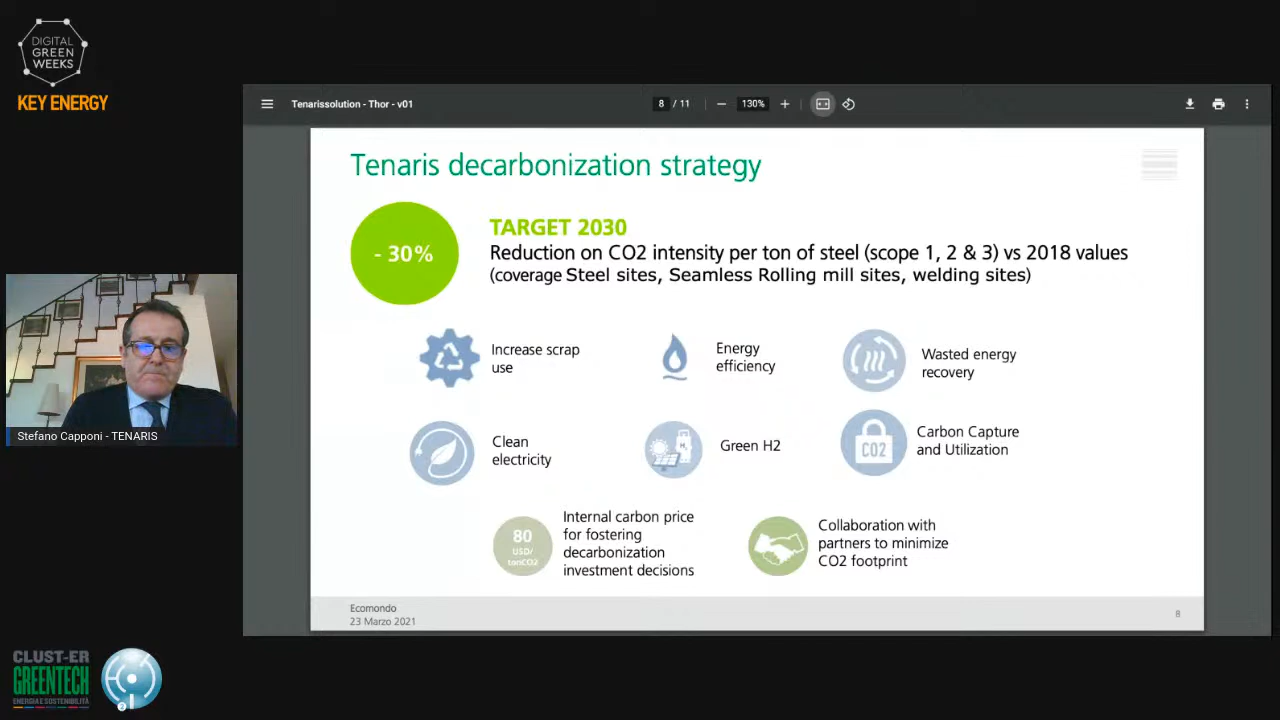 DIGITAL
GREEN
WEEKS
KEY ENERGY
Tenarissolution - Thor - v01
8 / 11
130%
Tenaris decarbonization strategy
- 30%
TARGET 2030
Reduction on CO2 intensity per ton of steel (scope 1, 2 & 3) vs 2018 values
(coverage Steel sites, Seamless Rolling mill sites, welding sites)
Increase scrap
use
Energy
efficiency
Wasted energy
recovery
Clean
electricity
H2
Green H2
CO2
Carbon Capture
and Utilization
80
USD/
tonCO2
Internal carbon price
for fostering
decarbonization
investment decisions
Collaboration with
partners to minimize
CO2 footprint
Ecomondo
23 Marzo 2021
8
Stefano Capponi - TENARIS
CLUST-ER
GREENTECH
ENERGIA E SOSTENIBILITÀ
2